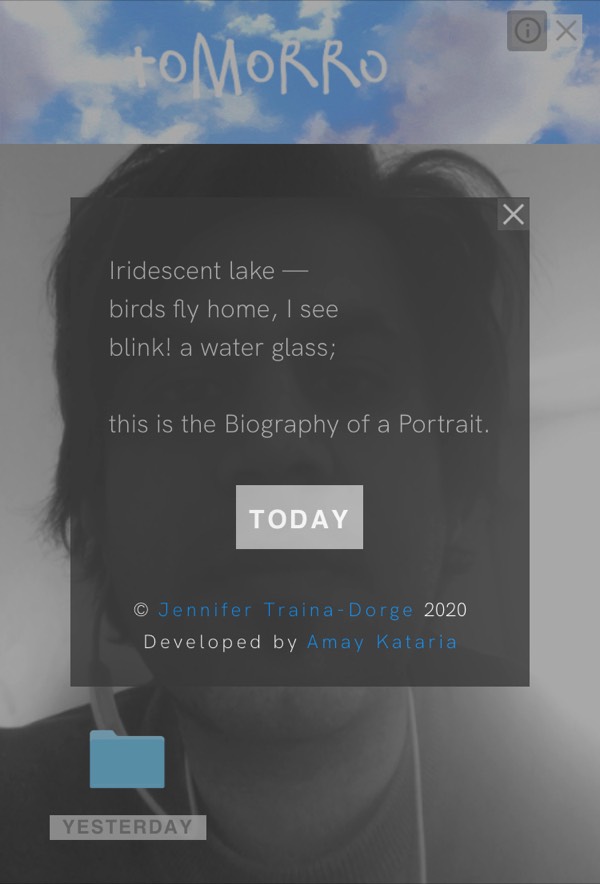 toMoRRo
Iridescent lake —
birds fly home, I see
blink! a water glass;
this is the Biography of a Portrait.
TODAY
© Jennifer Traina-Dorge 2020
Developed by Amay Kataria
YESTERDAY